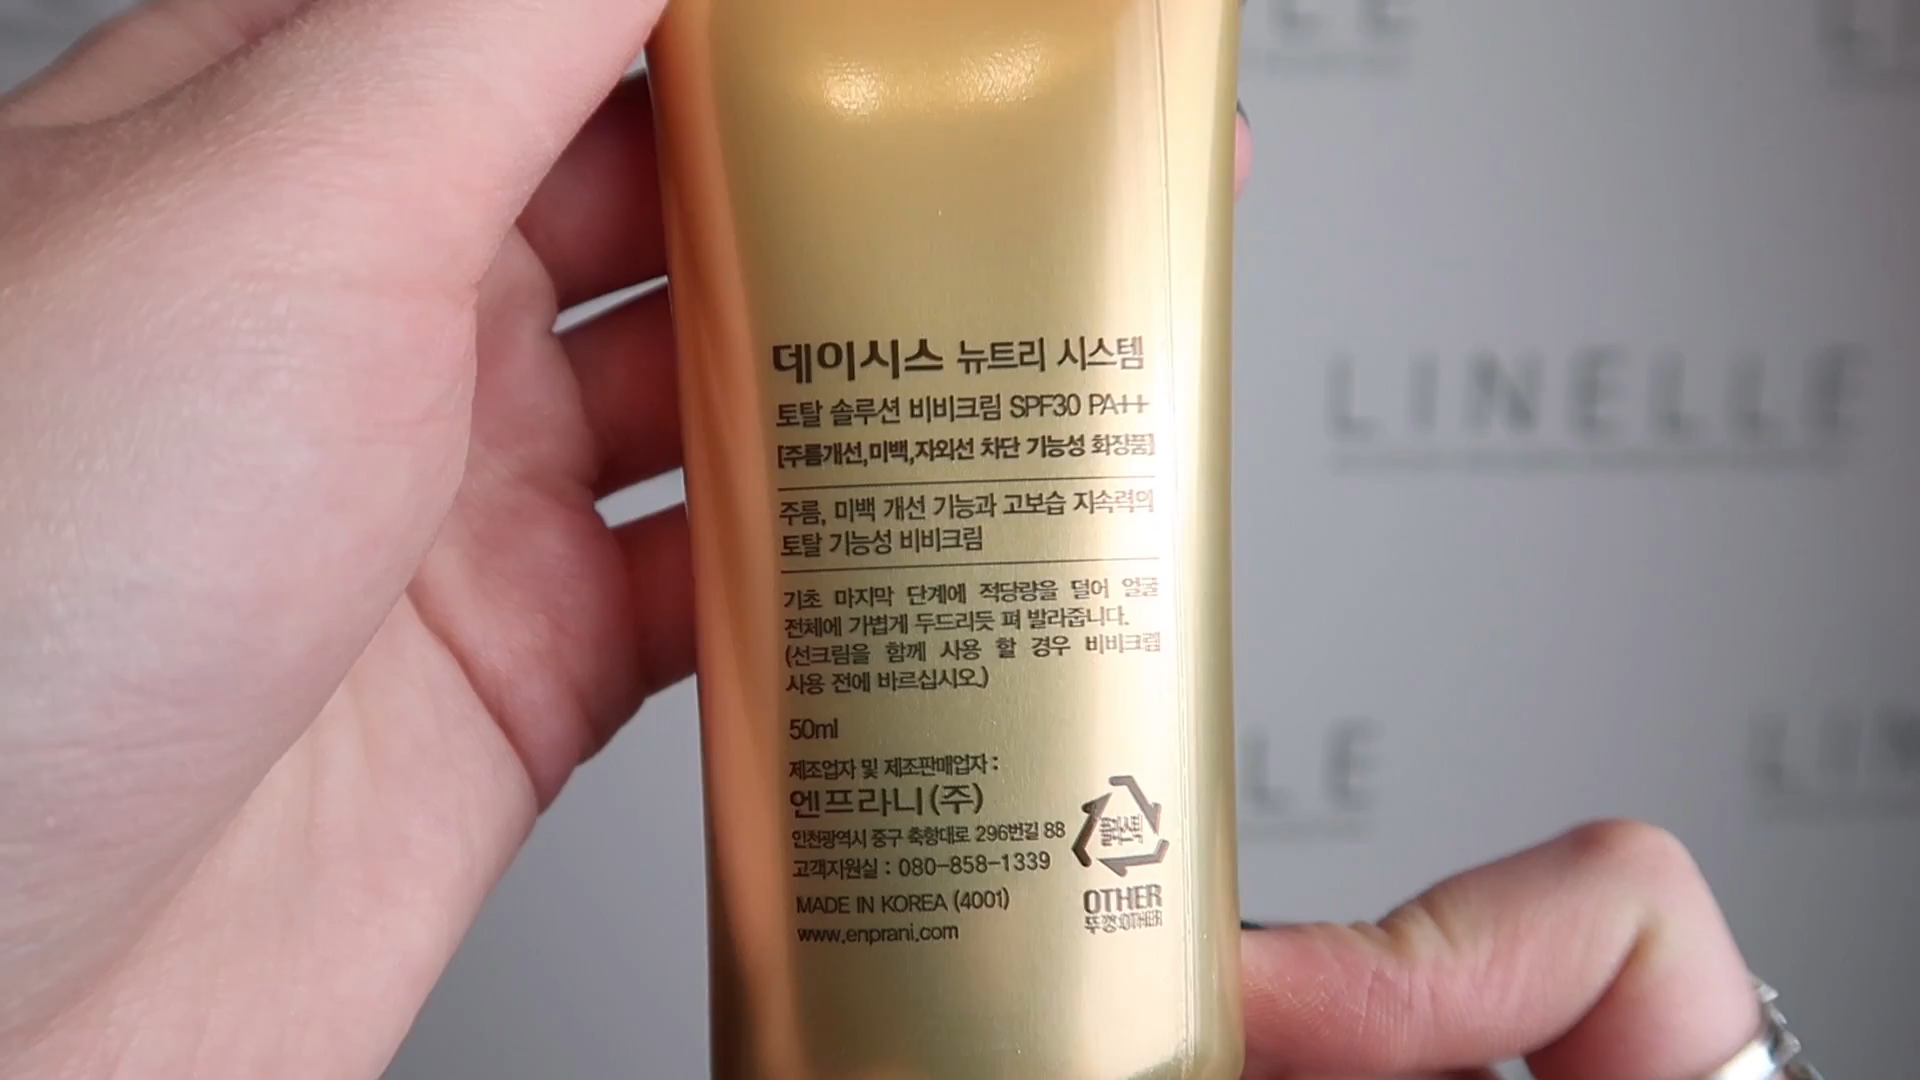 데이시스 뉴트리 시스템
토탈 솔루션 비비크림 SPF30 PA++
[주름개선,미백,자외선 차단 기능성 화장품]
주름, 미백 개선 기능과 고보습 지속력의
토탈 기능성 비비크림
기초 마지막 단계에 적당량을 덜어 얼굴
전체에 가볍게 두드리듯 펴 발라줍니다.
(선크림을 함께 사용 할 경우 비비크림
사용 전에 바르십시오.)
50ml
제조업자 및 제조판매업자 :
엔프라니(주)
인천광역시 중구 축항대로 296번길 88
고객지원실 : 080-858-1339
MADE IN KOREA (4001)
www.enprani.com
플라스틱
OTHER
뚜껑:OTHER
LINELLE